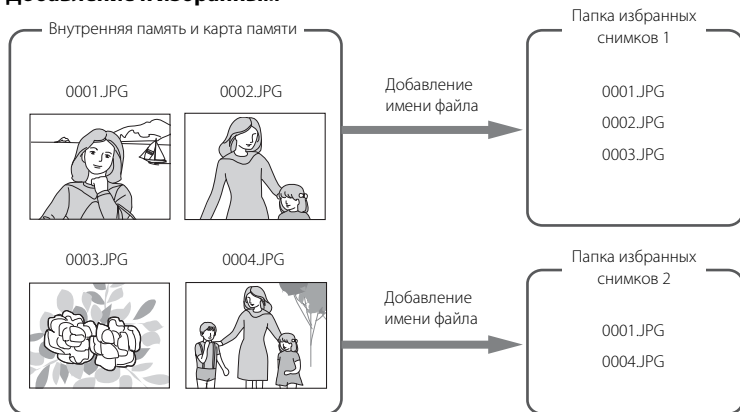 Добавление к избранным
Внутренняя память и карта памяти
0001.JPG
0002.JPG
0003.JPG
0004.JPG
Добавление
имени файла
Папка избранных
снимков 1
0001.JPG
0002.JPG
0003.JPG
Добавление
имени файла
Папка избранных
снимков 2
0001.JPG
0004.JPG